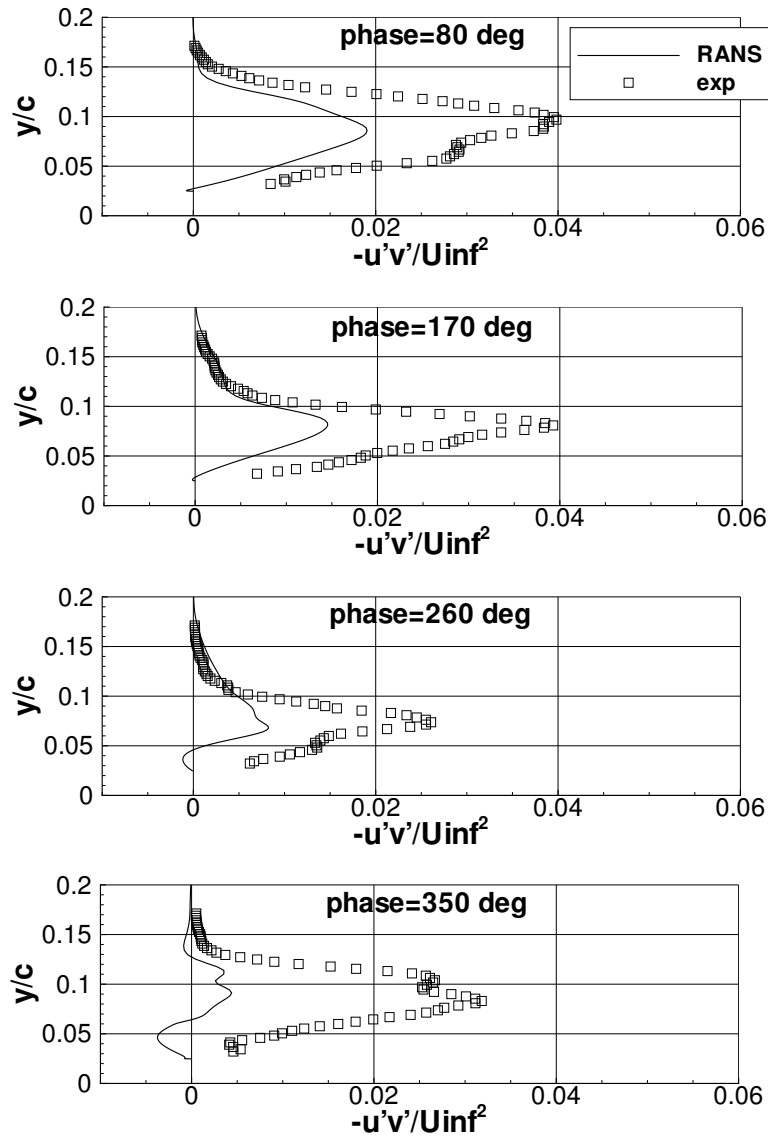 phase=80 deg
RANS
exp
0.2
0.15
0.1
0.05
0
y/c
0
0.02
0.04
0.06
-u'v'/Uinf²
phase=170 deg
0.2
0.15
0.1
0.05
0
y/c
0
0.02
0.04
0.06
-u'v'/Uinf²
phase=260 deg
0.2
0.15
0.1
0.05
0
y/c
0
0.02
0.04
0.06
-u'v'/Uinf²
phase=350 deg
0.2
0.15
0.1
0.05
0
y/c
0
0.02
0.04
0.06
-u'v'/Uinf²